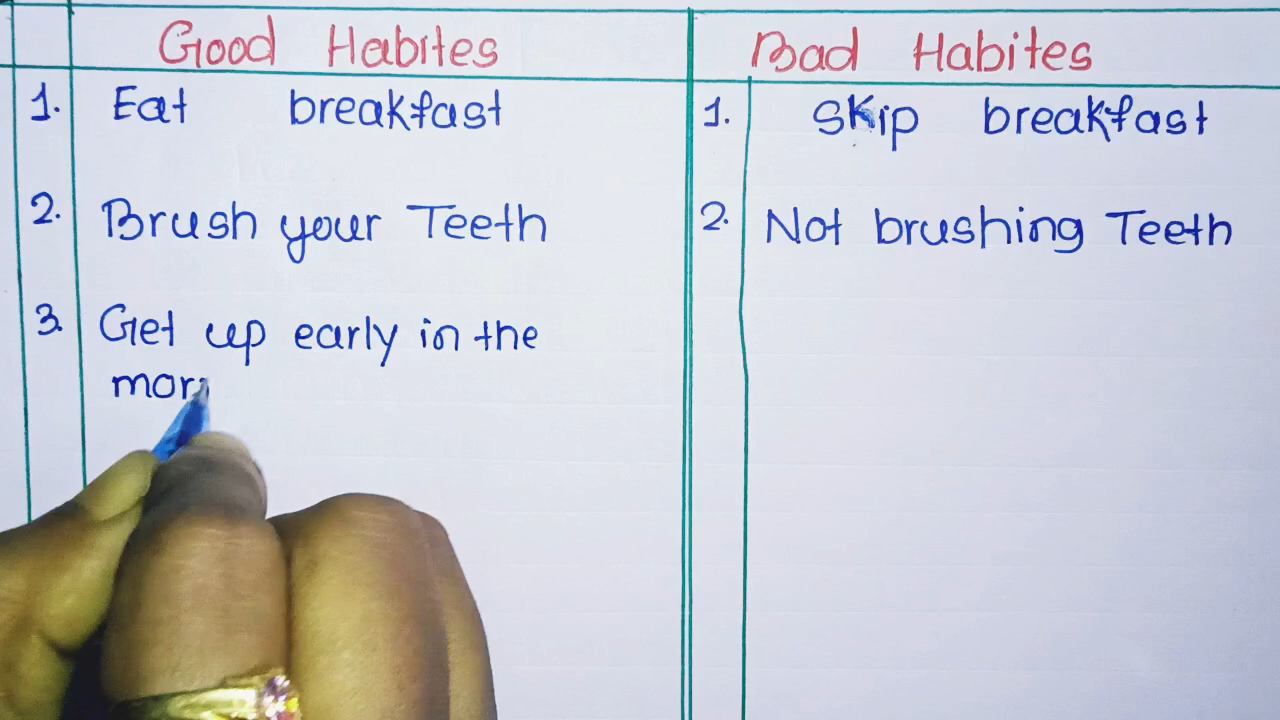 Good Habites
Bad Habites
1. Eat breakfast
1. Skip breakfast
2. Brush your Teeth
2. Not brushing Teeth
3. Get up early in the
mor